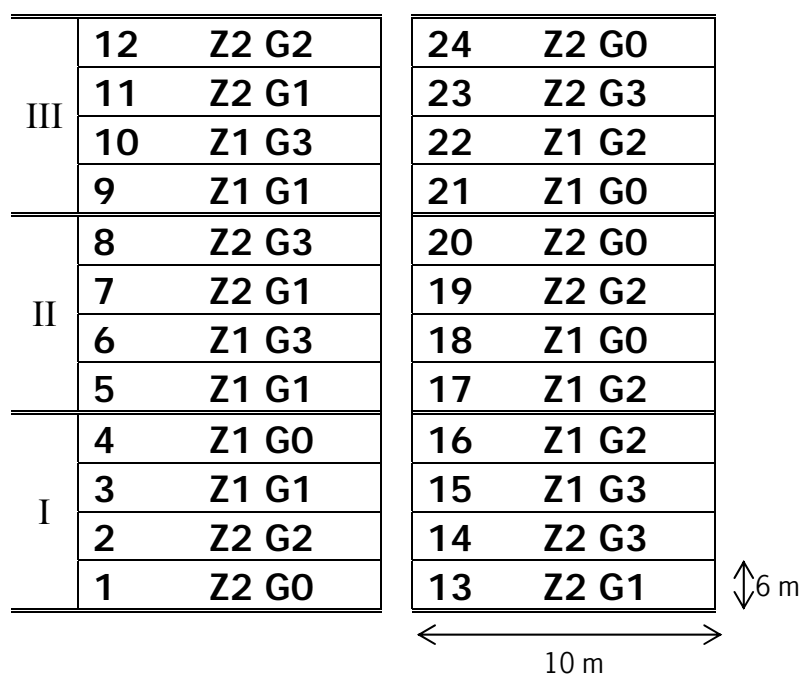 12 Z2 G2 24 Z2 G0
11 Z2 G1 23 Z2 G3
III
10 Z1 G3 22 Z1 G2
9 Z1 G1 21 Z1 G0
8 Z2 G3 20 Z2 G0
7 Z2 G1 19 Z2 G2
II
6 Z1 G3 18 Z1 G0
5 Z1 G1 17 Z1 G2
4 Z1 G0 16 Z1 G2
3 Z1 G1 15 Z1 G3
I
2 Z2 G2 14 Z2 G3
1 Z2 G0 13 Z2 G1
6 m
10 m